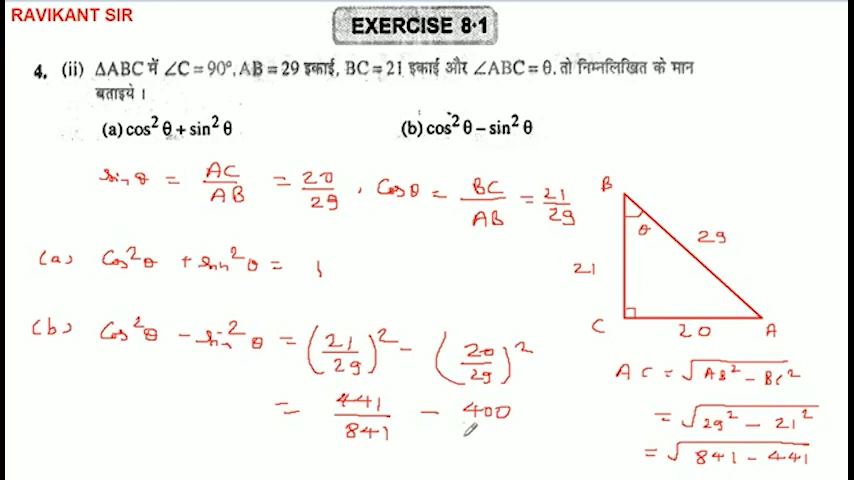 RAVIKANT SIR
EXERCISE 8·1
4. (ii) ΔABC में ∠C = 90°, AB = 29 इकाई, BC = 21 इकाई और ∠ABC = θ. तो निम्नलिखित के मान
बताइये ।
(a) cos² θ + sin² θ (b) cos² θ − sin² θ
sin θ = AC/AB = 20/29 , Cos θ = BC/AB = 21/29
(a) Cos²θ + sin²θ = 1
(b) Cos²θ − sin²θ = (21/29)² − (20/29)²
= 441/841 − 400
B
θ
29
21
C
20
A
AC = √AB² − BC²
= √29² − 21²
= √841 − 441